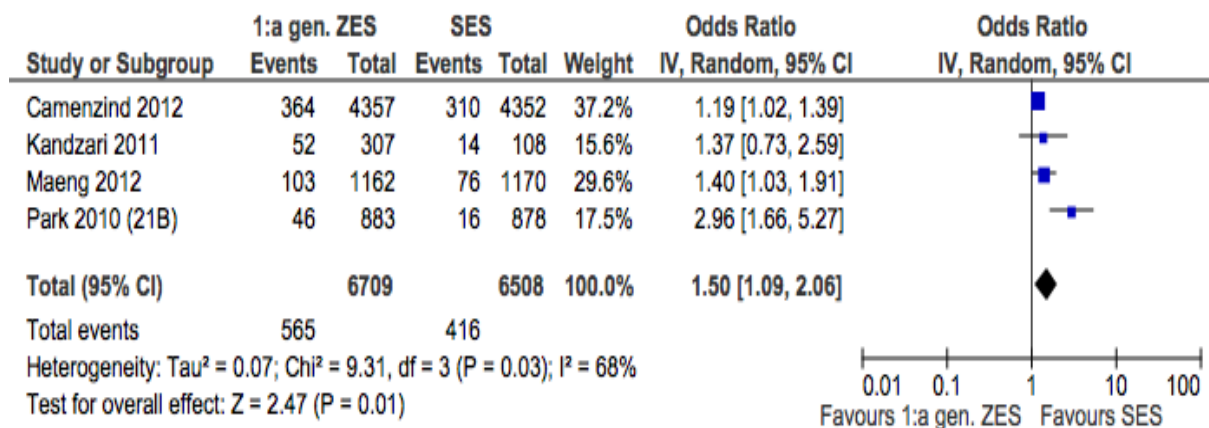 1:a gen. ZES SES Odds Ratio Odds Ratio
Study or Subgroup Events Total Events Total Weight IV, Random, 95% CI IV, Random, 95% CI
Camenzind 2012 364 4357 310 4352 37.2% 1.19 [1.02, 1.39]
Kandzari 2011 52 307 14 108 15.6% 1.37 [0.73, 2.59]
Maeng 2012 103 1162 76 1170 29.6% 1.40 [1.03, 1.91]
Park 2010 (21B) 46 883 16 878 17.5% 2.96 [1.66, 5.27]
Total (95% CI) 6709 6508 100.0% 1.50 [1.09, 2.06]
Total events 565 416
Heterogeneity: Tau² = 0.07; Chi² = 9.31, df = 3 (P = 0.03); I² = 68%
Test for overall effect: Z = 2.47 (P = 0.01)
0.01 0.1 1 10 100
Favours 1:a gen. ZES Favours SES